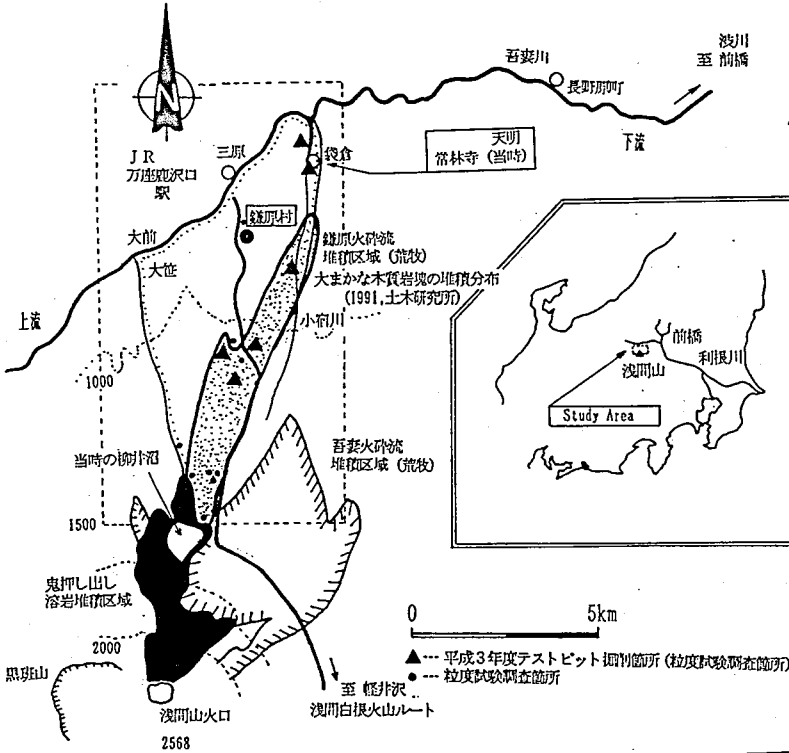 渋川
至 前橋
吾妻川
長野原町
下流
N
天明
常林寺(当時)
袋倉
三原
JR
万座鹿沢口
駅
鎌原村
大前
大笹
上流
鎌原火砕流
堆積区域(荒牧)
大まかな本質岩塊の堆積分布
(1991,土木研究所)
小宿川
1000
前橋
利根川
浅間山
Study Area
当時の柳井沼
吾妻火砕流
堆積区域(荒牧)
1500
鬼押し出し
溶岩堆積区域
2000
黒斑山
浅間山火口
2568
至 軽井沢
浅間白根火山ルート
0 5km
▲--- 平成3年度テストピット掘削箇所(粒度試験調査箇所)
●--- 粒度試験調査箇所